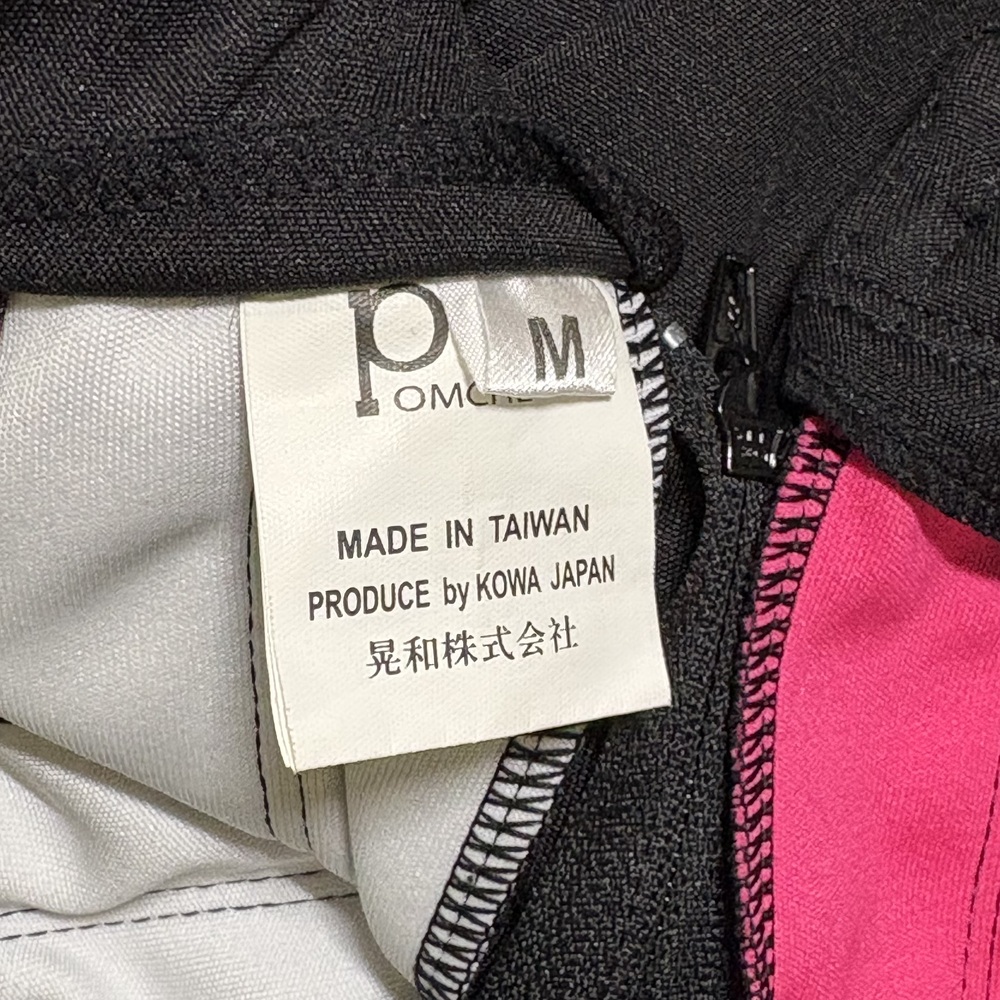 M
MADE IN TAIWAN
PRODUCE by KOWA JAPAN
晃和株式会社